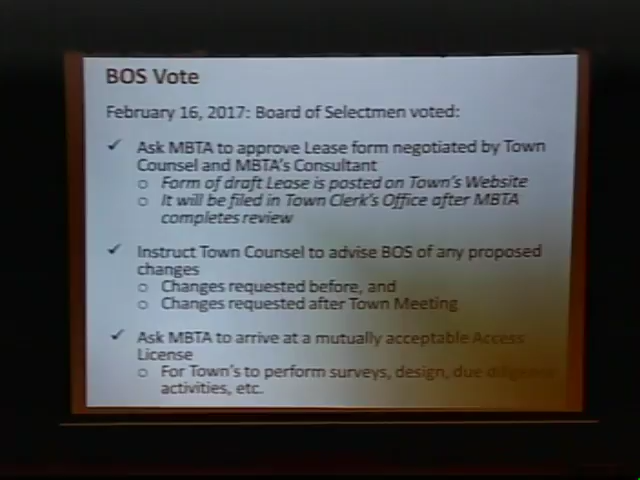 BOS Vote
February 16, 2017: Board of Selectmen voted:
✓ Ask MBTA to approve Lease form negotiated by Town
Counsel and MBTA's Consultant
o Form of draft Lease is posted on Town's Website
o It will be filed in Town Clerk's Office after MBTA
completes review
✓ Instruct Town Counsel to advise BOS of any proposed
changes
o Changes requested before, and
o Changes requested after Town Meeting
✓ Ask MBTA to arrive at a mutually acceptable Access
License
o For Town's to perform surveys, design, due diligence
activities, etc.